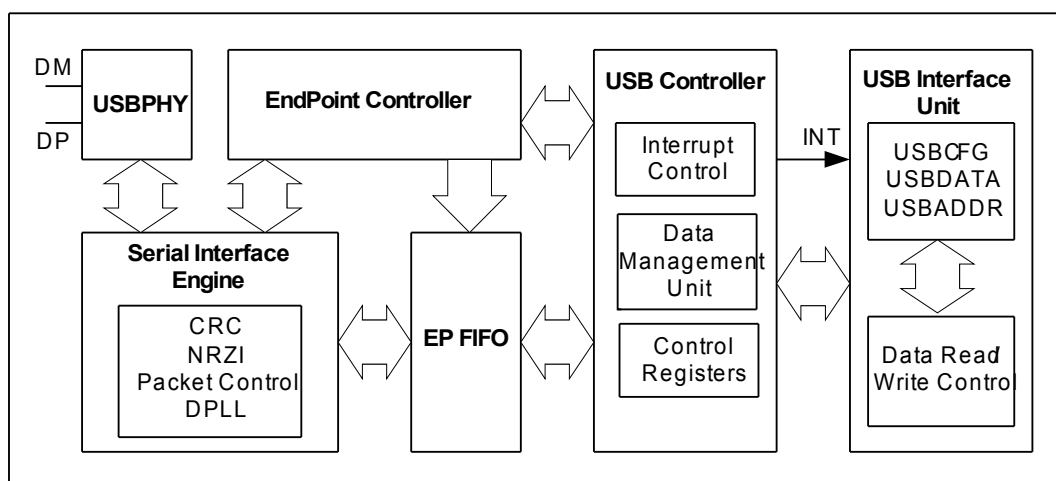 DM
DP
USBPHY
EndPoint Controller
Serial Interface
Engine
CRC
NRZI
Packet Control
DPLL
EP FIFO
USB Controller
Interrupt
Control
Data
Management
Unit
Control
Registers
INT
USB Interface
Unit
USBCFG
USBDATA
USBADDR
Data Read/
Write Control